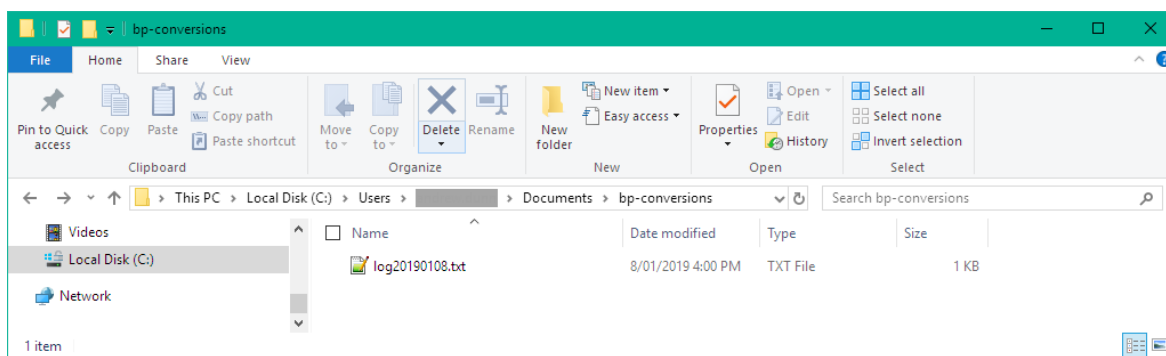 bp-conversions
File Home Share View
Pin to Quick access
Copy
Paste
Cut
Copy path
Paste shortcut
Clipboard
Move to
Copy to
Delete
Rename
Organize
New folder
New item
Easy access
New
Properties
Open
Edit
History
Open
Select all
Select none
Invert selection
Select
This PC > Local Disk (C:) > Users > > Documents > bp-conversions
Search bp-conversions
Videos
Local Disk (C:)
Network
Name Date modified Type Size
log20190108.txt 8/01/2019 4:00 PM TXT File 1 KB
1 item